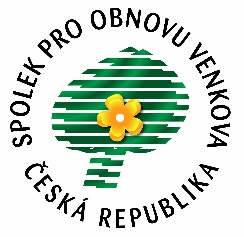 SPOLEK PRO OBNOVU VENKOVA
ČESKÁ REPUBLIKA